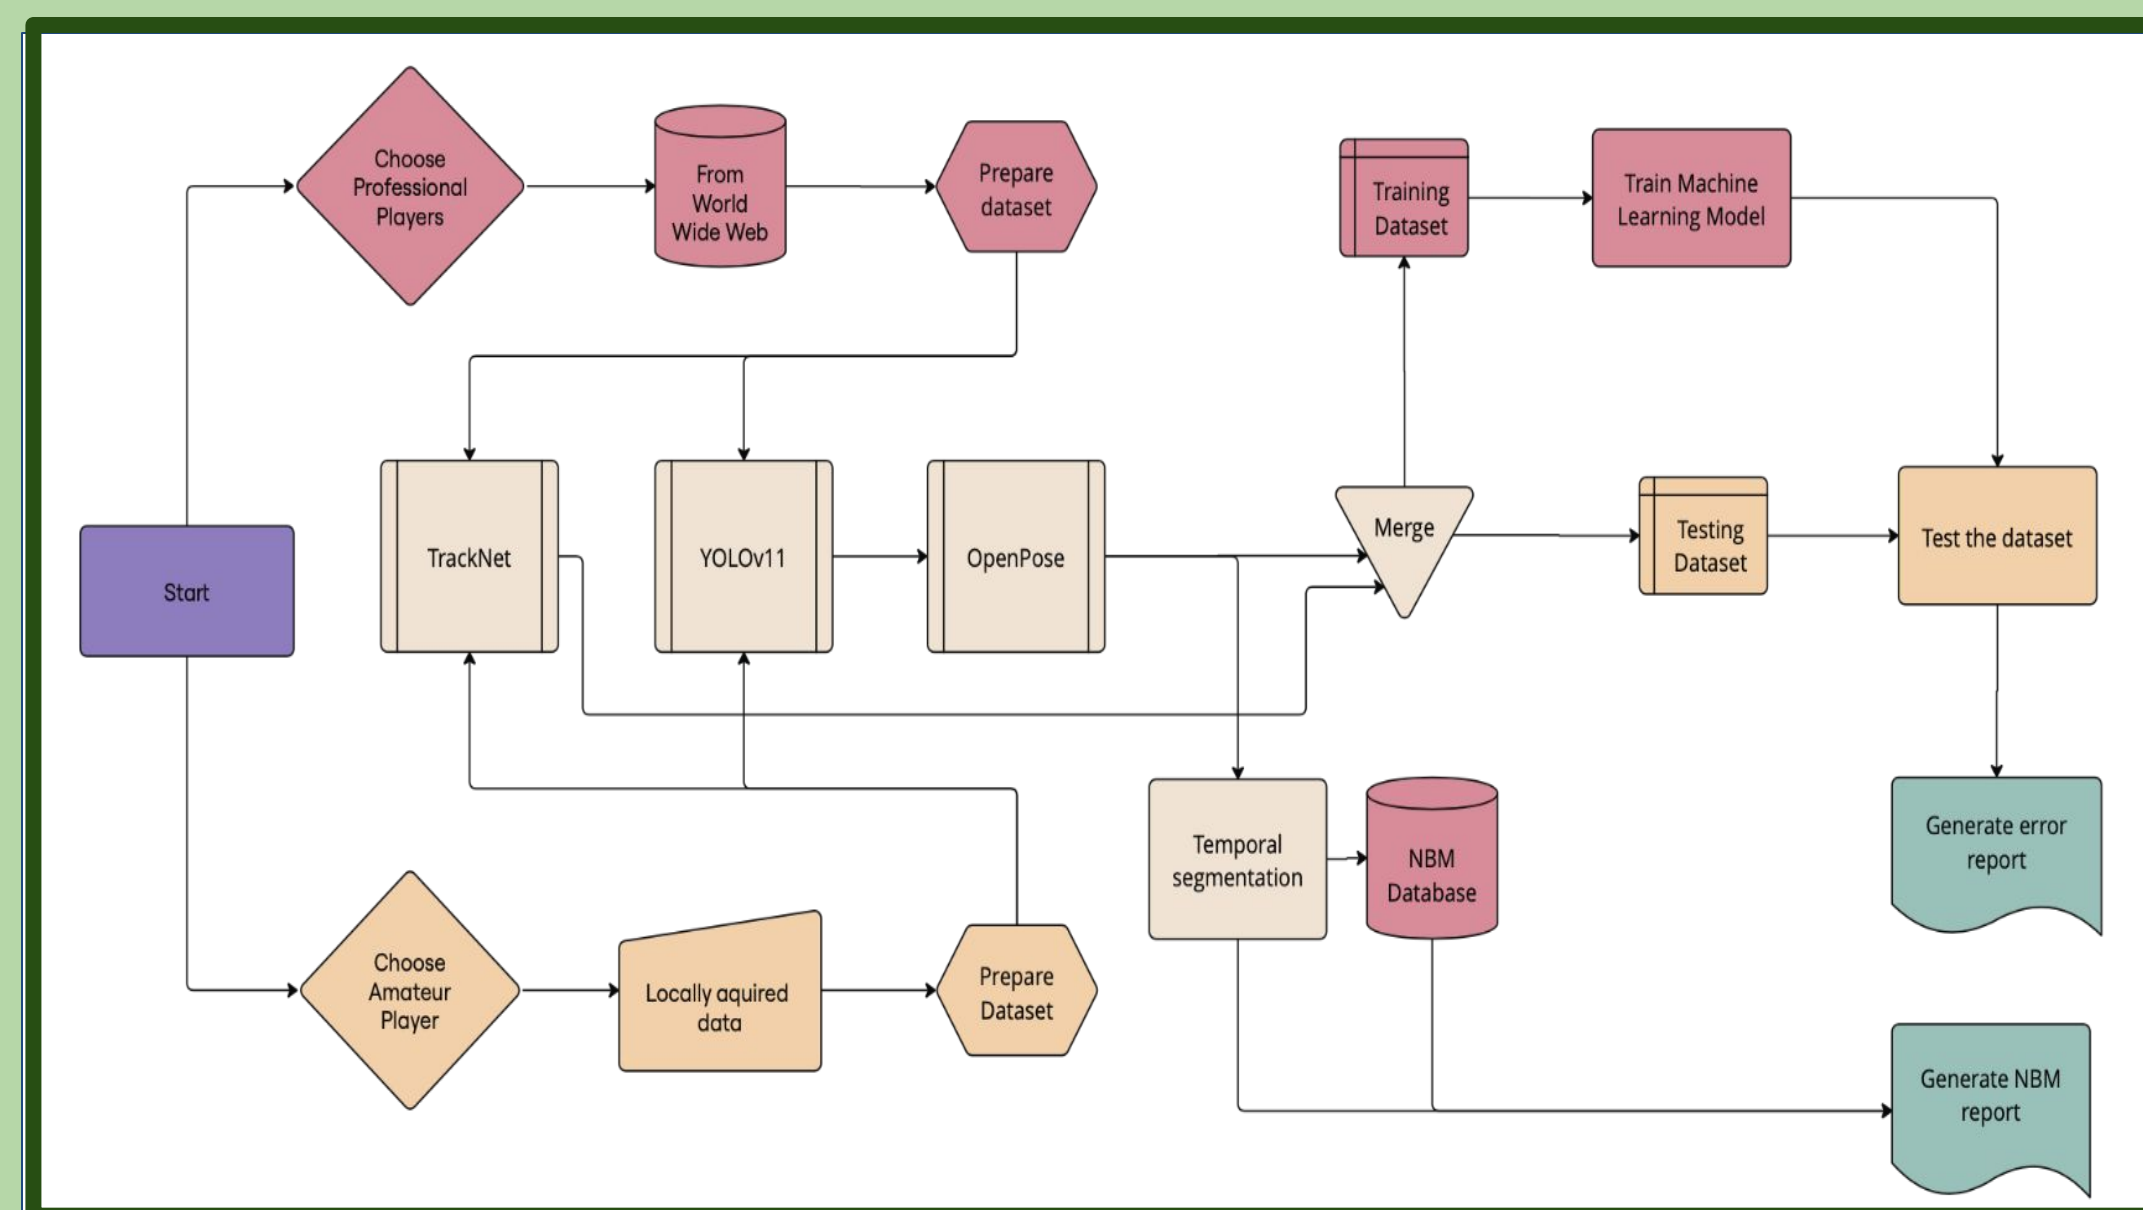 Choose
Professional
Players
From
World
Wide Web
Prepare
dataset
Training
Dataset
Train Machine
Learning Model
Start
TrackNet
YOLOv11
OpenPose
Merge
Testing
Dataset
Test the dataset
Temporal
segmentation
NBM
Database
Generate error
report
Choose
Amateur
Player
Locally aquired
data
Prepare
Dataset
Generate NBM
report